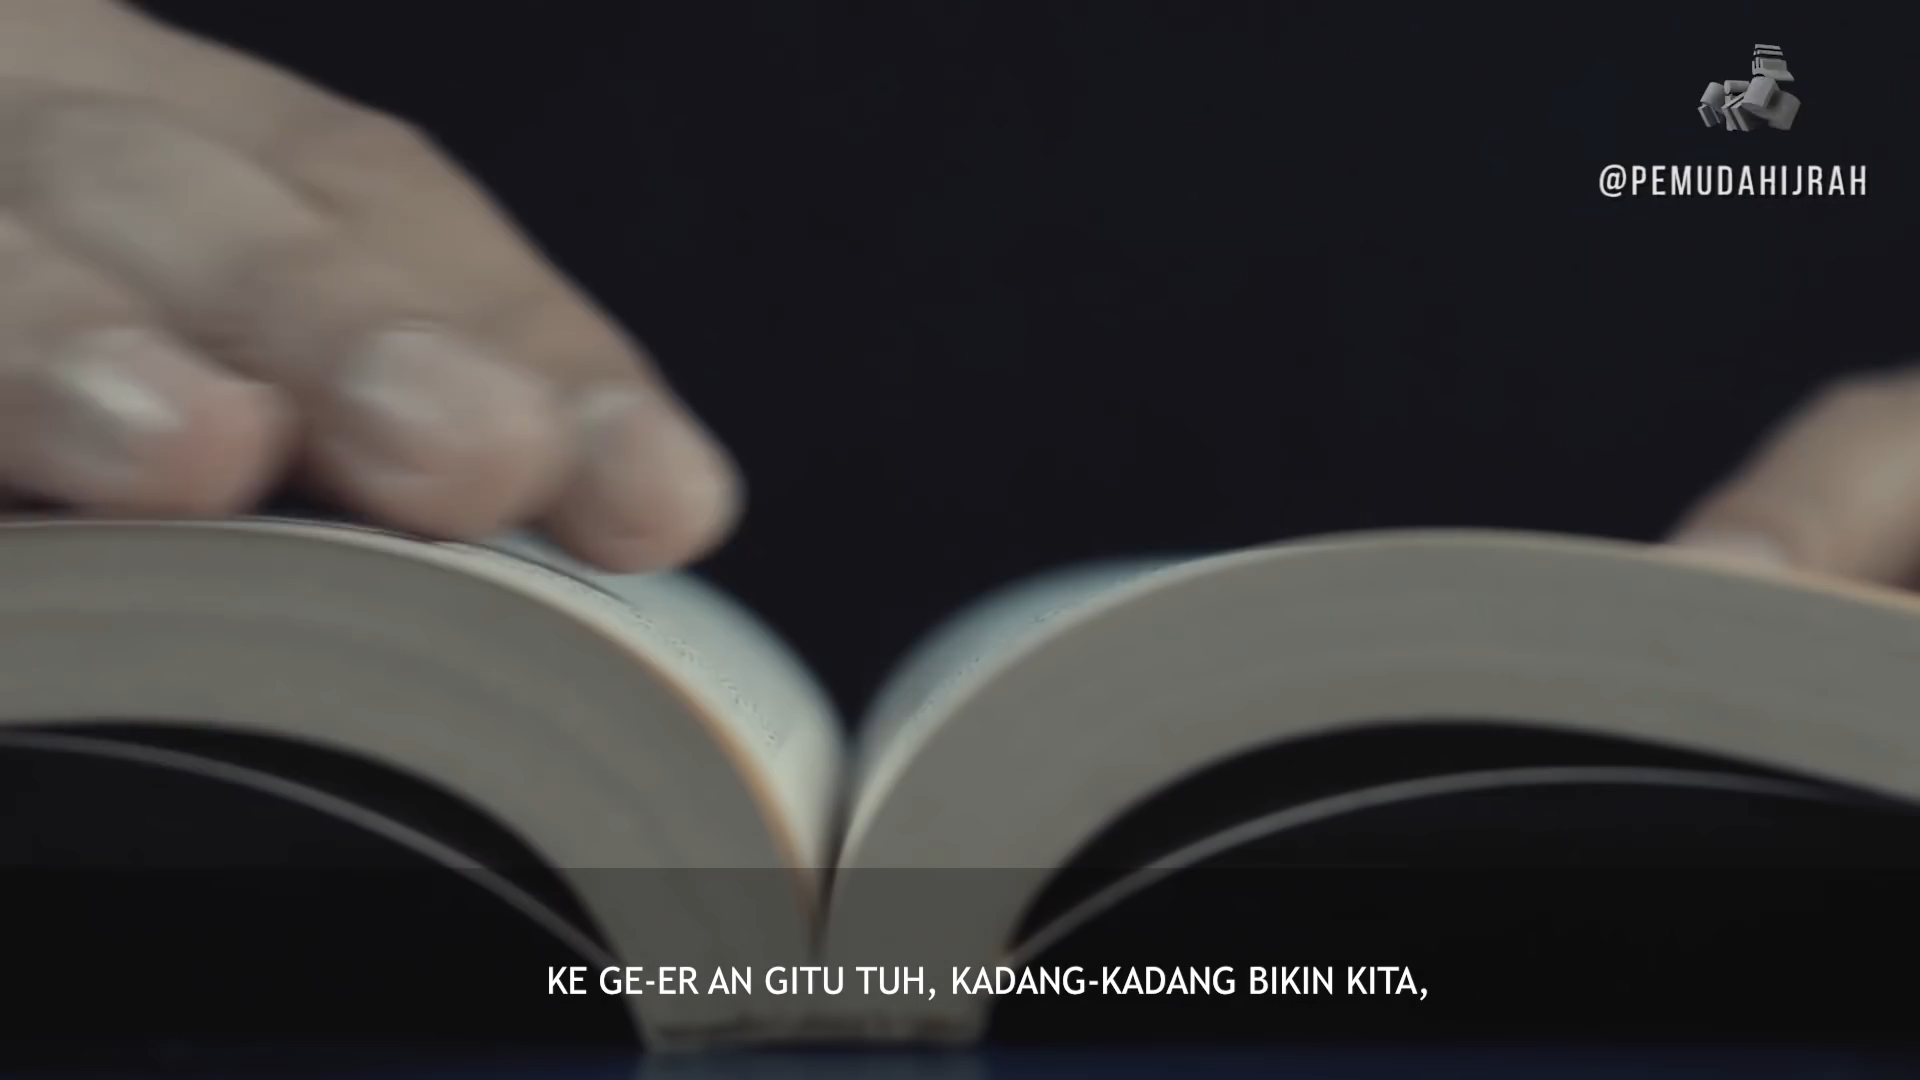 @PEMUDAHIJRAH
KE GE-ER AN GITU TUH, KADANG-KADANG BIKIN KITA,